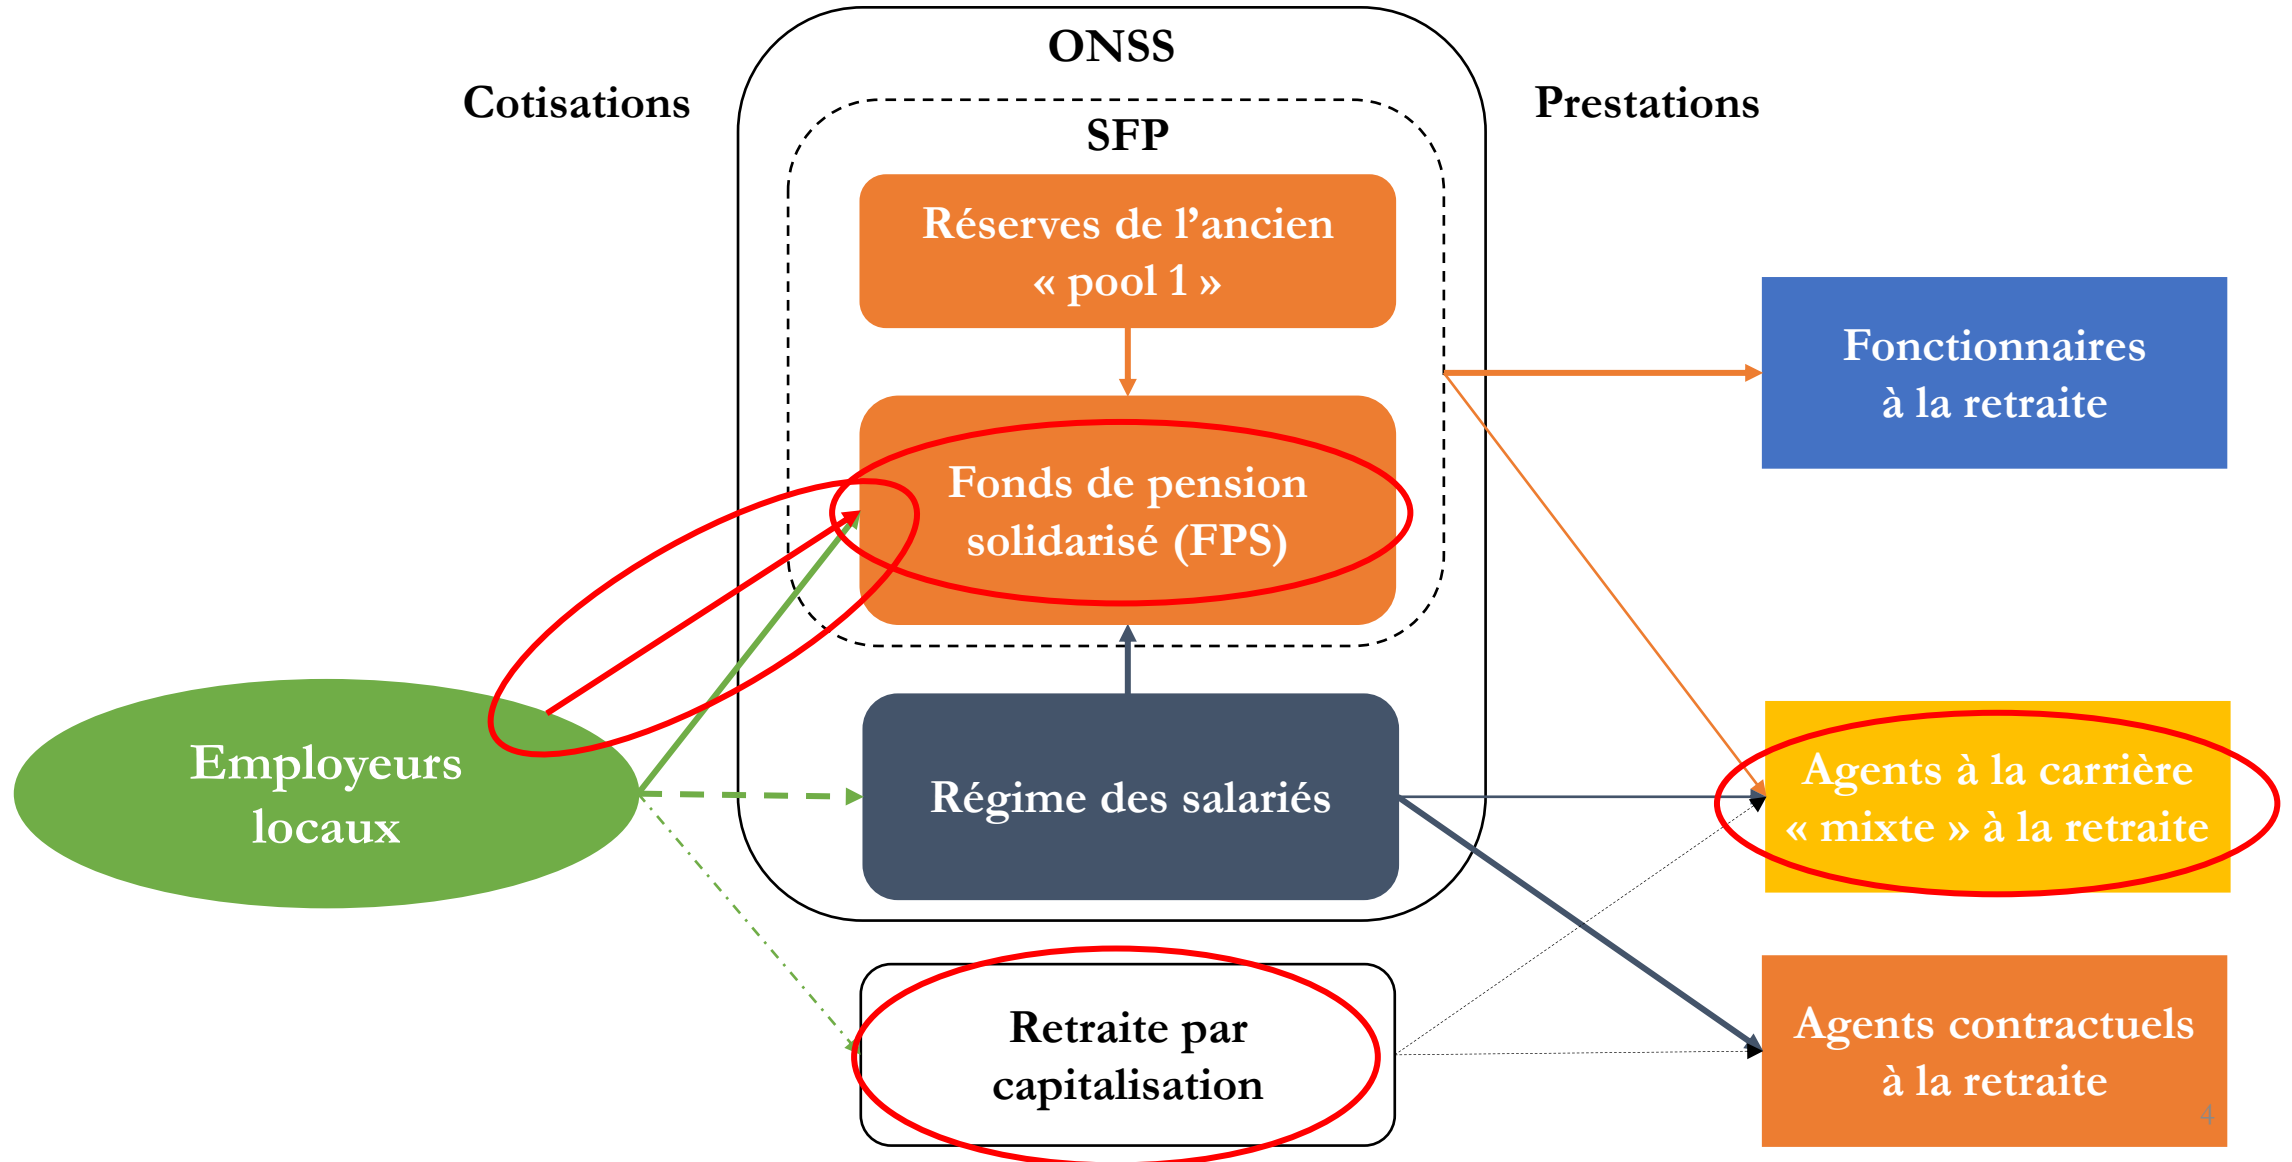 ONSS
Cotisations
Prestations
SFP
Réserves de l’ancien
« pool 1 »
Fonctionnaires
à la retraite
Fonds de pension
solidarisé (FPS)
Employeurs
locaux
Régime des salariés
Agents à la carrière
« mixte » à la retraite
Retraite par
capitalisation
Agents contractuels
à la retraite
4